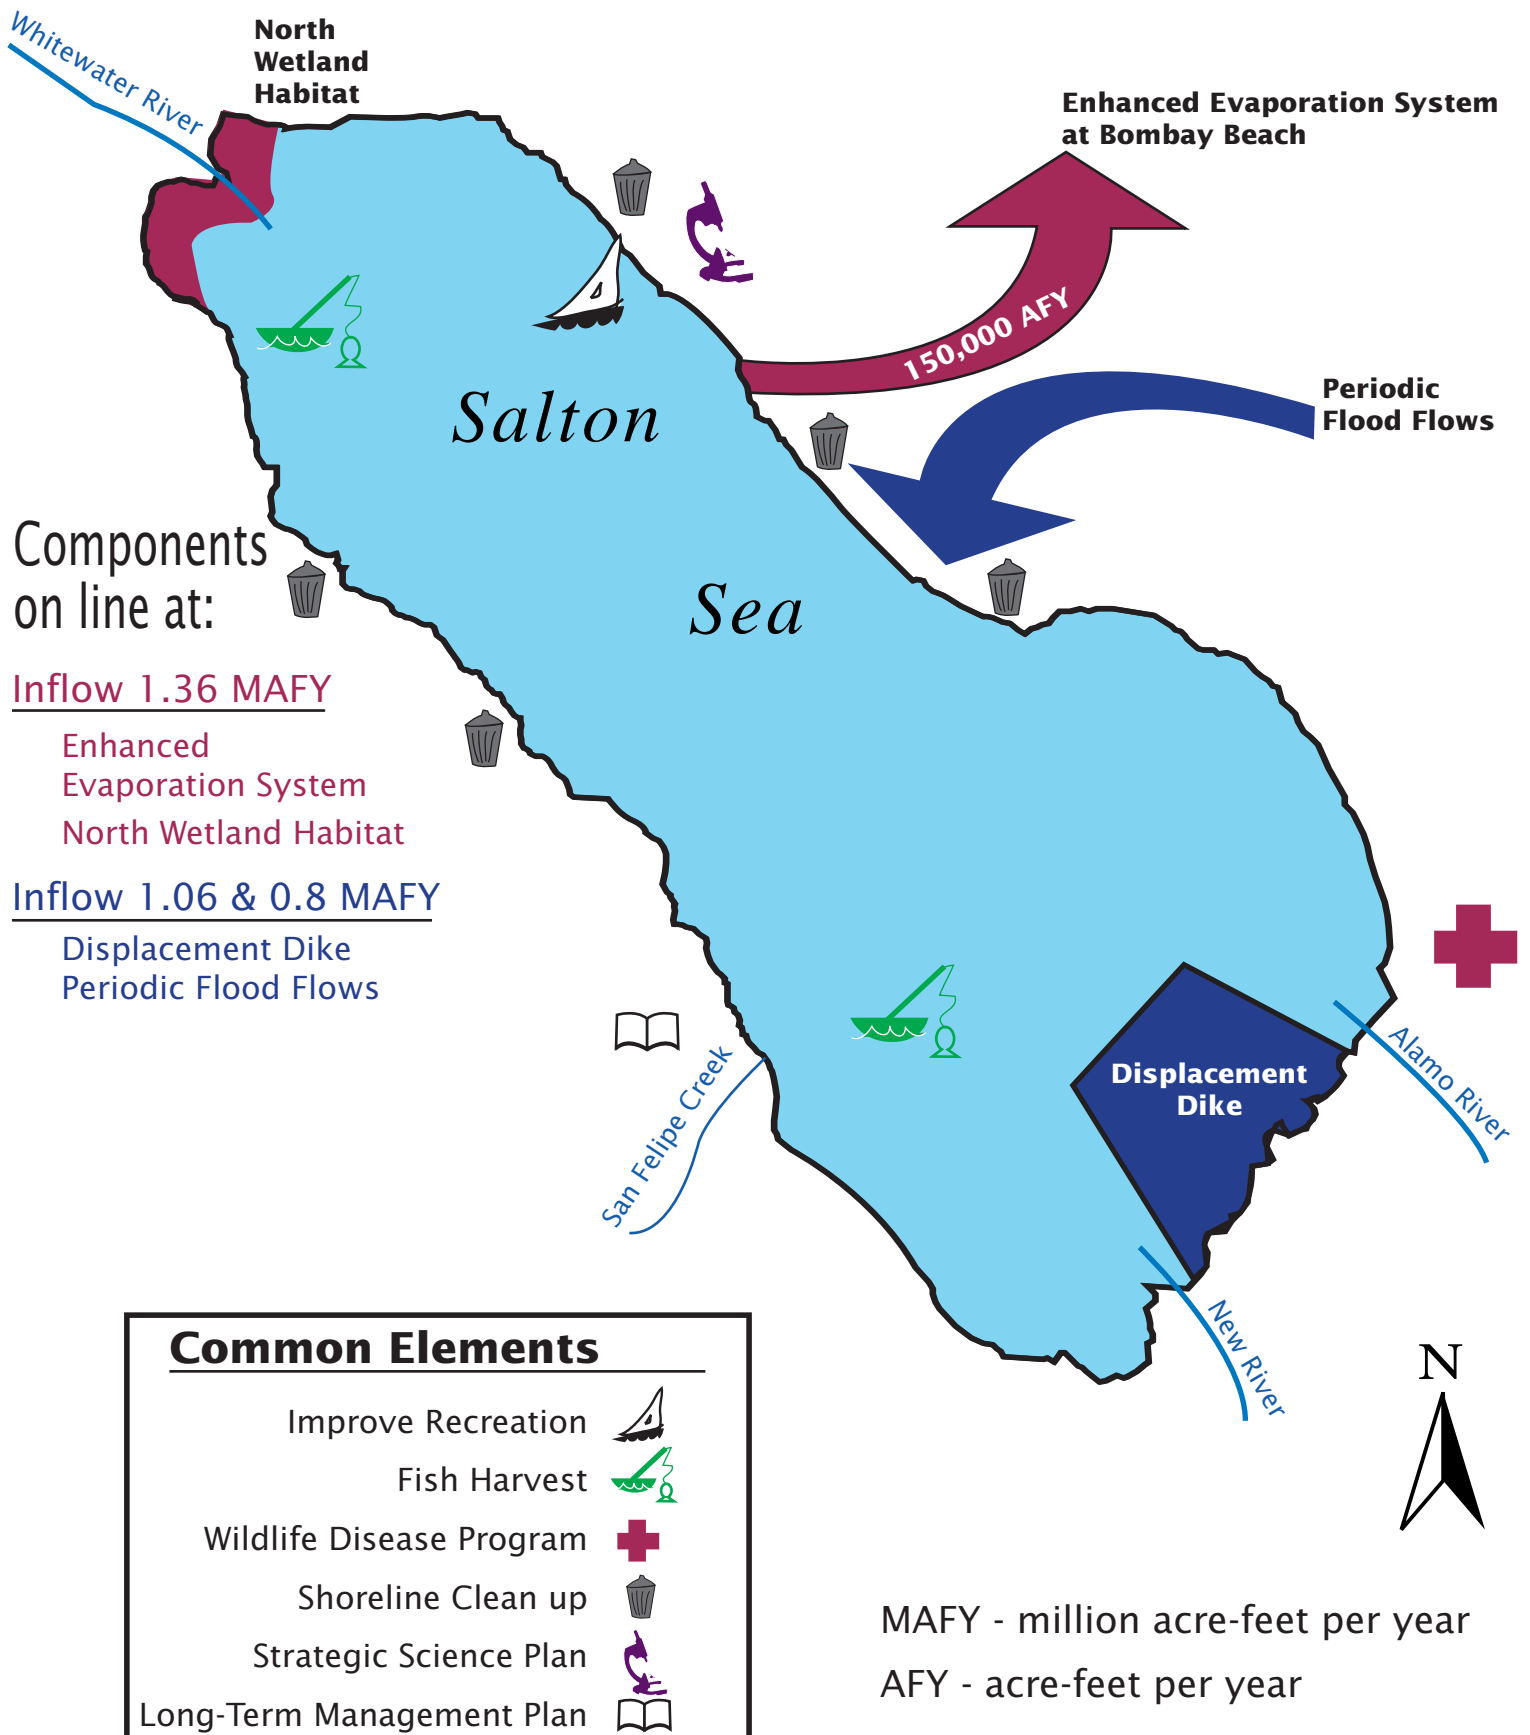 Whitewater River
North
Wetland
Habitat
Enhanced Evaporation System
at Bombay Beach
150,000 AFY
Periodic
Flood Flows
Salton
Sea
Components
on line at:
Inflow 1.36 MAFY
Enhanced
Evaporation System
North Wetland Habitat
Inflow 1.06 & 0.8 MAFY
Displacement Dike
Periodic Flood Flows
San Felipe Creek
Displacement
Dike
Alamo River
New River
N
Common Elements
Improve Recreation
Fish Harvest
Wildlife Disease Program
Shoreline Clean up
Strategic Science Plan
Long-Term Management Plan
MAFY - million acre-feet per year
AFY - acre-feet per year